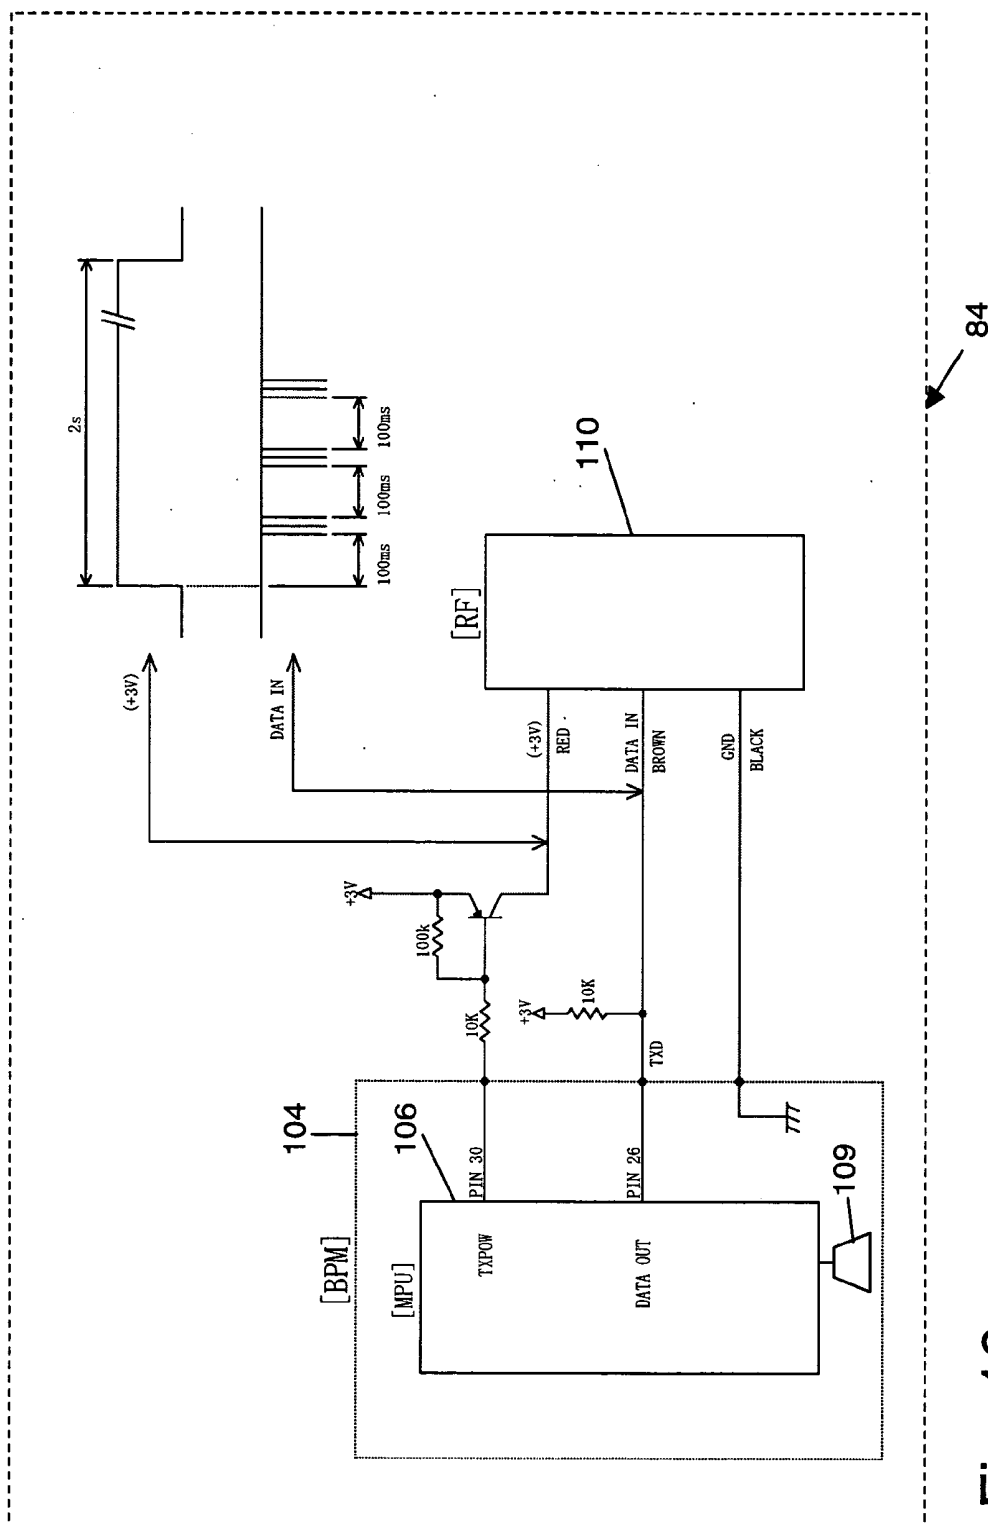 2s
(+3V)
DATA IN
100ms
100ms
100ms
104
[BPM]
+3V
[MPU]
106
100k
[RF]
10K
PIN 30
TXPOW
+3V
(+3V)
RED
10K
110
PIN 26
DATA OUT
TXD
DATA IN
BROWN
GND
BLACK
109
84